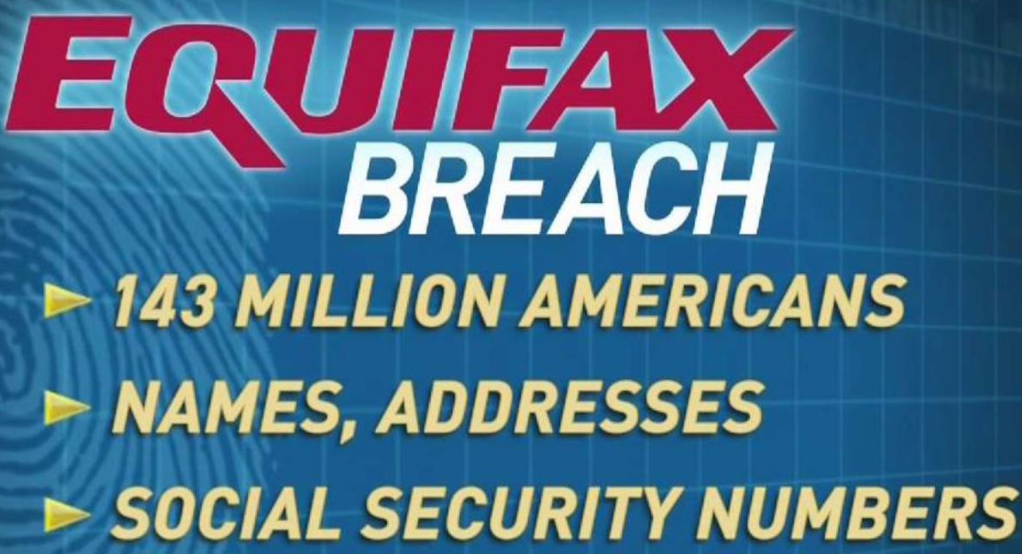 EQUIFAX
BREACH
143 MILLION AMERICANS
NAMES, ADDRESSES
SOCIAL SECURITY NUMBERS